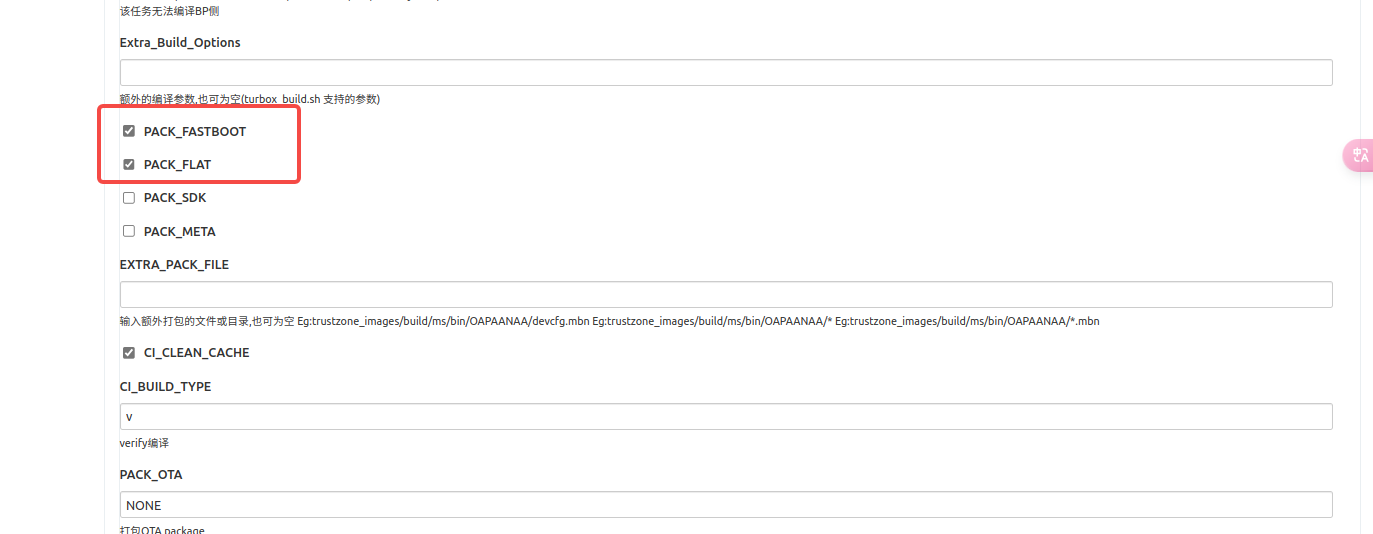 该任务无法编译BP侧
Extra_Build_Options
额外的编译参数,也可为空(turbox_build.sh 支持的参数)
PACK_FASTBOOT
PACK_FLAT
PACK_SDK
PACK_META
EXTRA_PACK_FILE
输入额外打包的文件或目录,也可为空 Eg:trustzone_images/build/ms/bin/OAPAANAA/devcfg.mbn Eg:trustzone_images/build/ms/bin/OAPAANAA/* Eg:trustzone_images/build/ms/bin/OAPAANAA/*.mbn
CI_CLEAN_CACHE
CI_BUILD_TYPE
v
verify编译
PACK_OTA
NONE
打包OTA package